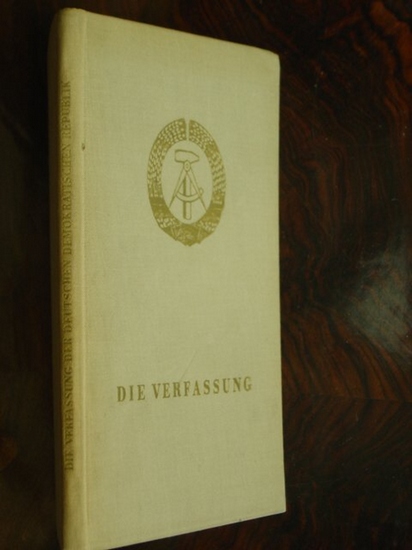 DIE VERFASSUNG DER DEUTSCHEN DEMOKRATISCHEN REPUBLIK
DIE VERFASSUNG